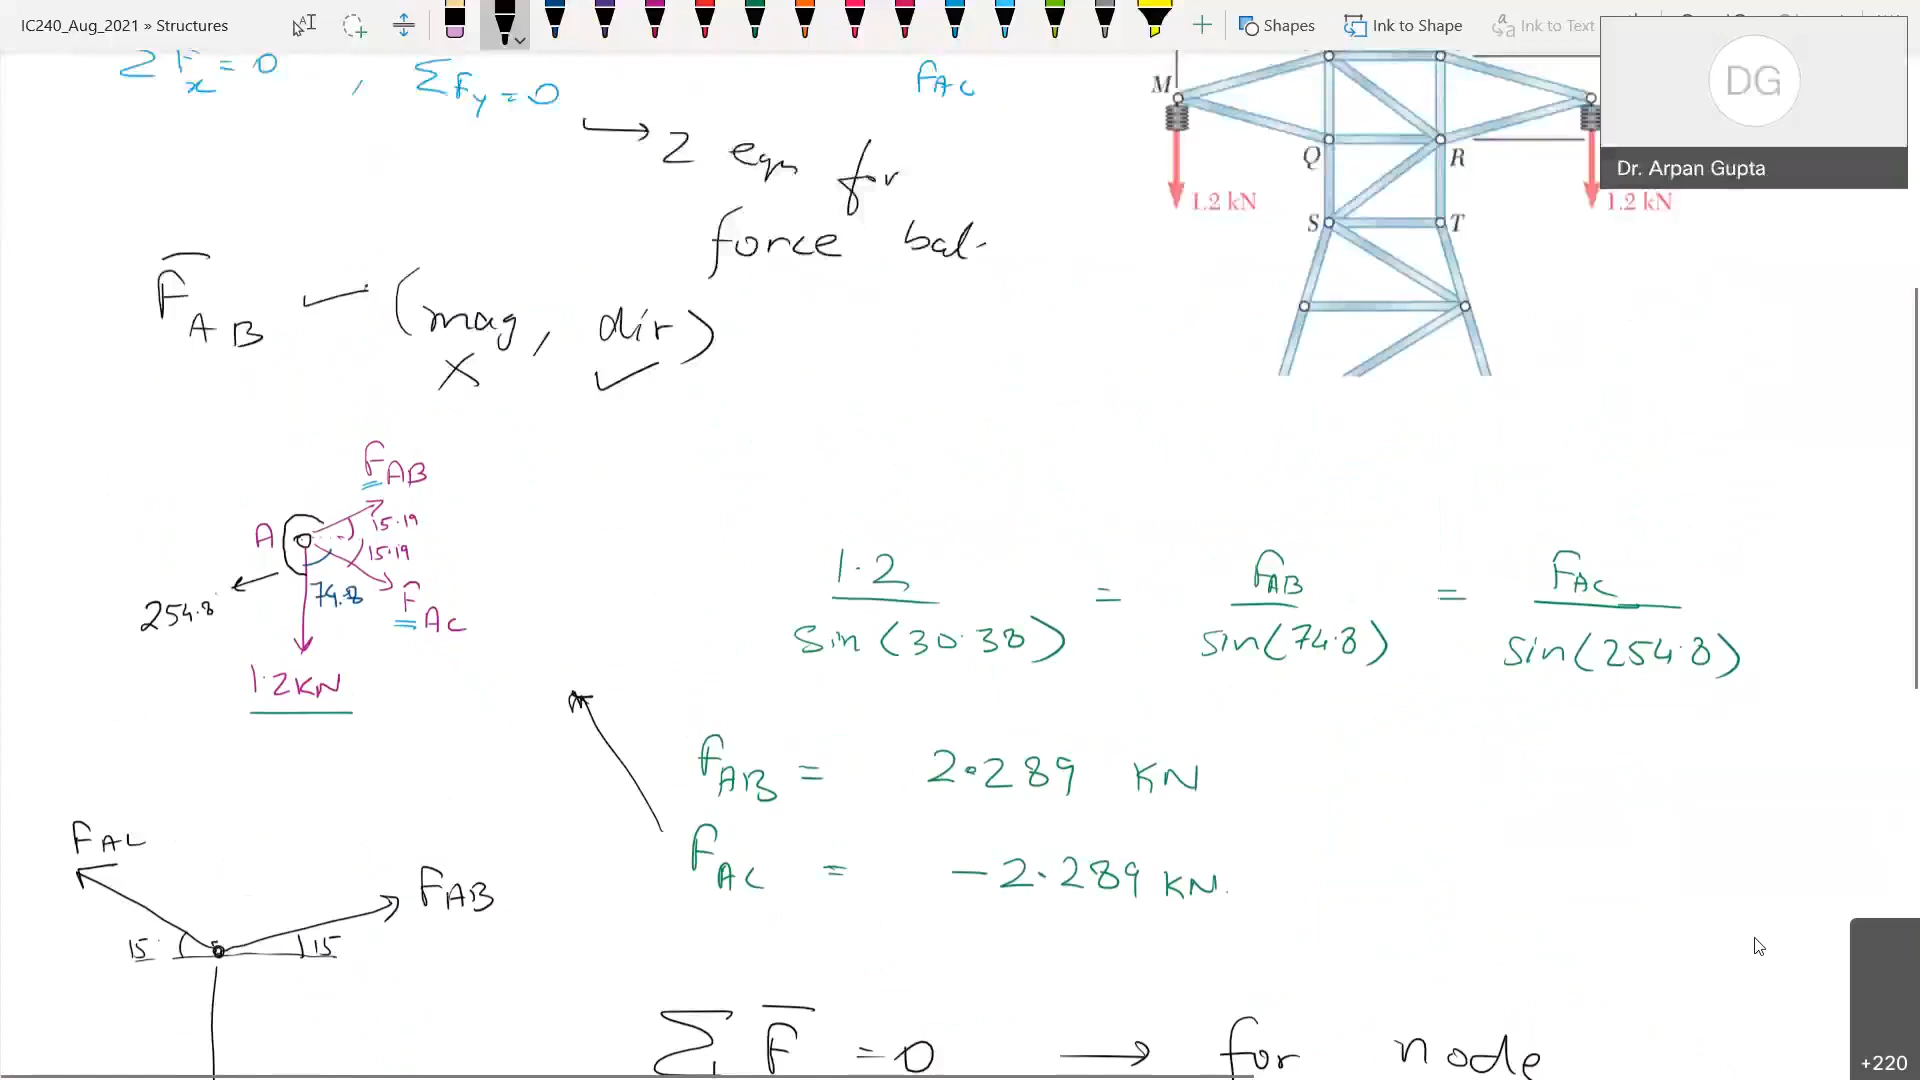 IC240_Aug_2021 » Structures
Shapes
Ink to Shape
Ink to Text
DG
Dr. Arpan Gupta
ΣFx = 0 , ΣFy = 0
FAC
→ 2 eqn for
force bal.
M
Q
R
S
T
1.2 kN
1.2 kN
FAB ✓ (mag, dir)
X ✓
FAB
A
15.19
15.19
254.8
74.8
FAC
1.2KN
1.2 / sin(30.38) = FAB / sin(74.8) = FAC / sin(254.8)
FAB = 2.289 KN
FAC = -2.289 KN.
FAC
FAB
15
15
Σ F = 0 → for node
+220